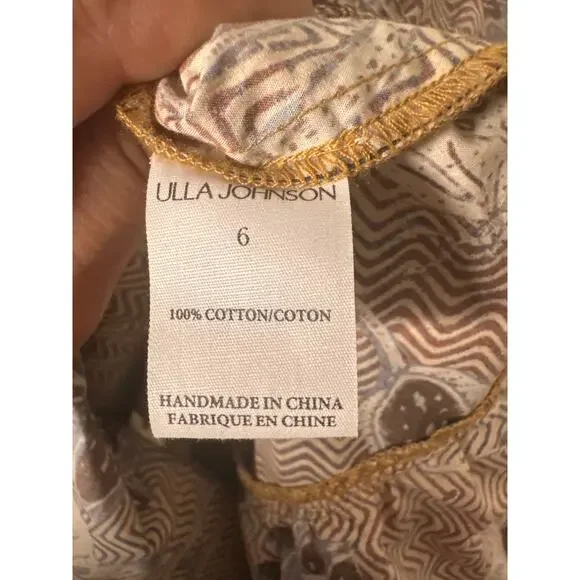 ULLA JOHNSON
6
100% COTTON/COTON
HANDMADE IN CHINA
FABRIQUE EN CHINE